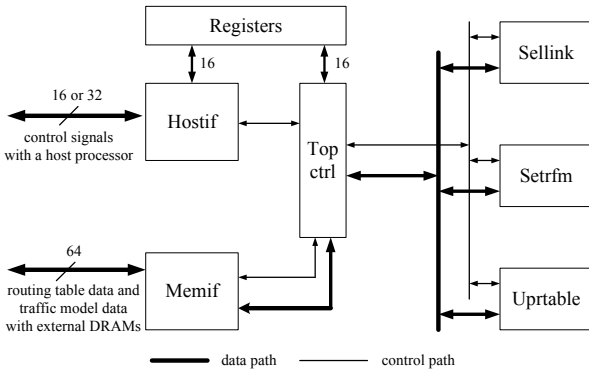 Registers
16
16
16 or 32
Hostif
control signals
with a host processor
Top
ctrl
Sellink
Setrfm
64
routing table data and
traffic model data
with external DRAMs
Memif
Uprtable
data path
control path